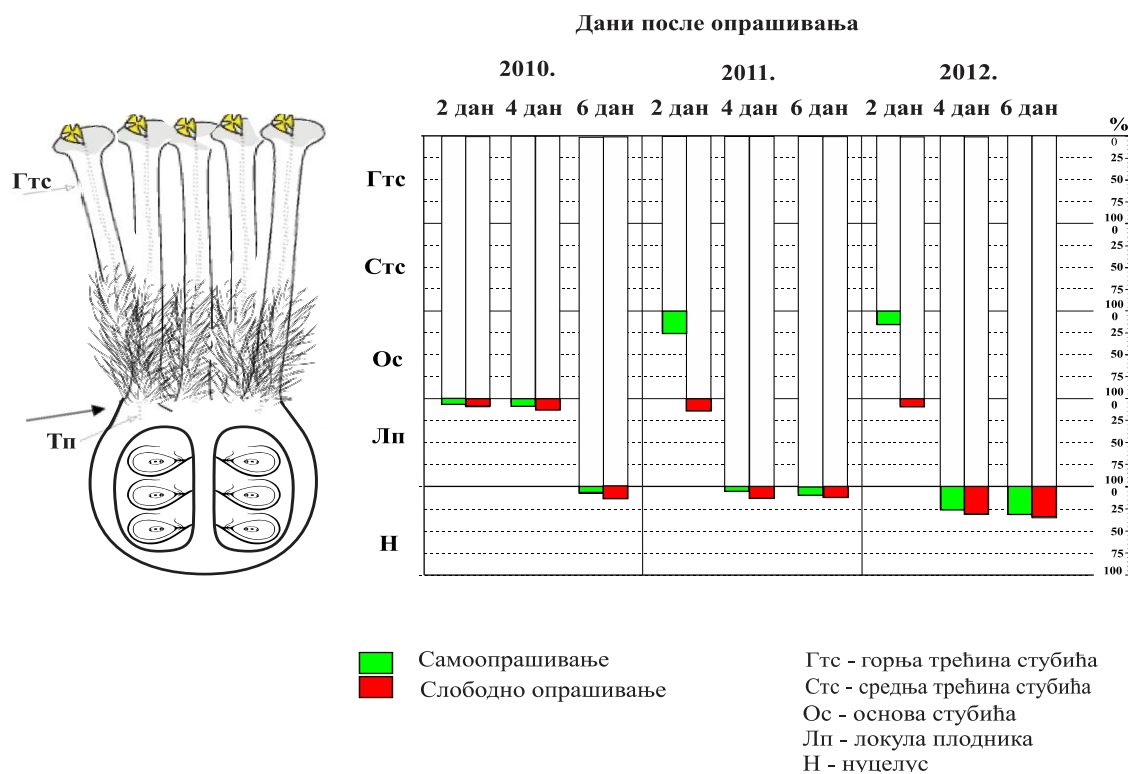 Дани после опрашивања
2010. 2011. 2012.
2 дан 4 дан 6 дан 2 дан 4 дан 6 дан 2 дан 4 дан 6 дан
%
Гтс
0
25
50
75
100
Стс
0
25
50
75
100
Ос
0
25
50
75
100
Лп
0
25
50
75
100
Н
0
25
50
75
100
Гтс
Тп
Самоопрашивање
Слободно опрашивање
Гтс - горња трећина стубића
Стс - средња трећина стубића
Ос - основа стубића
Лп - локула плодника
Н - нуцелус